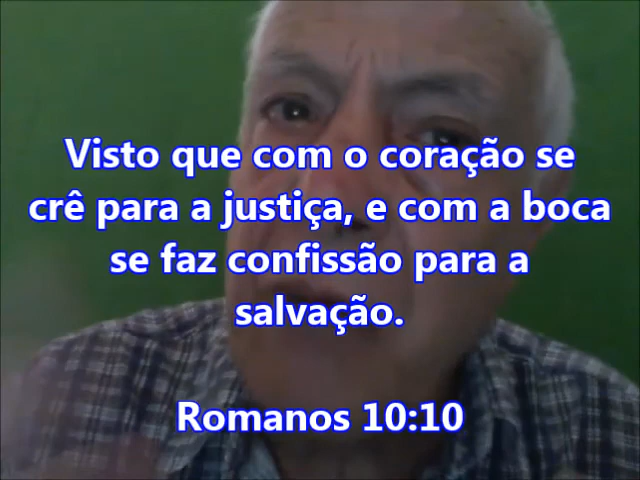 Visto que com o coração se
crê para a justiça, e com a boca
se faz confissão para a
salvação.
Romanos 10:10